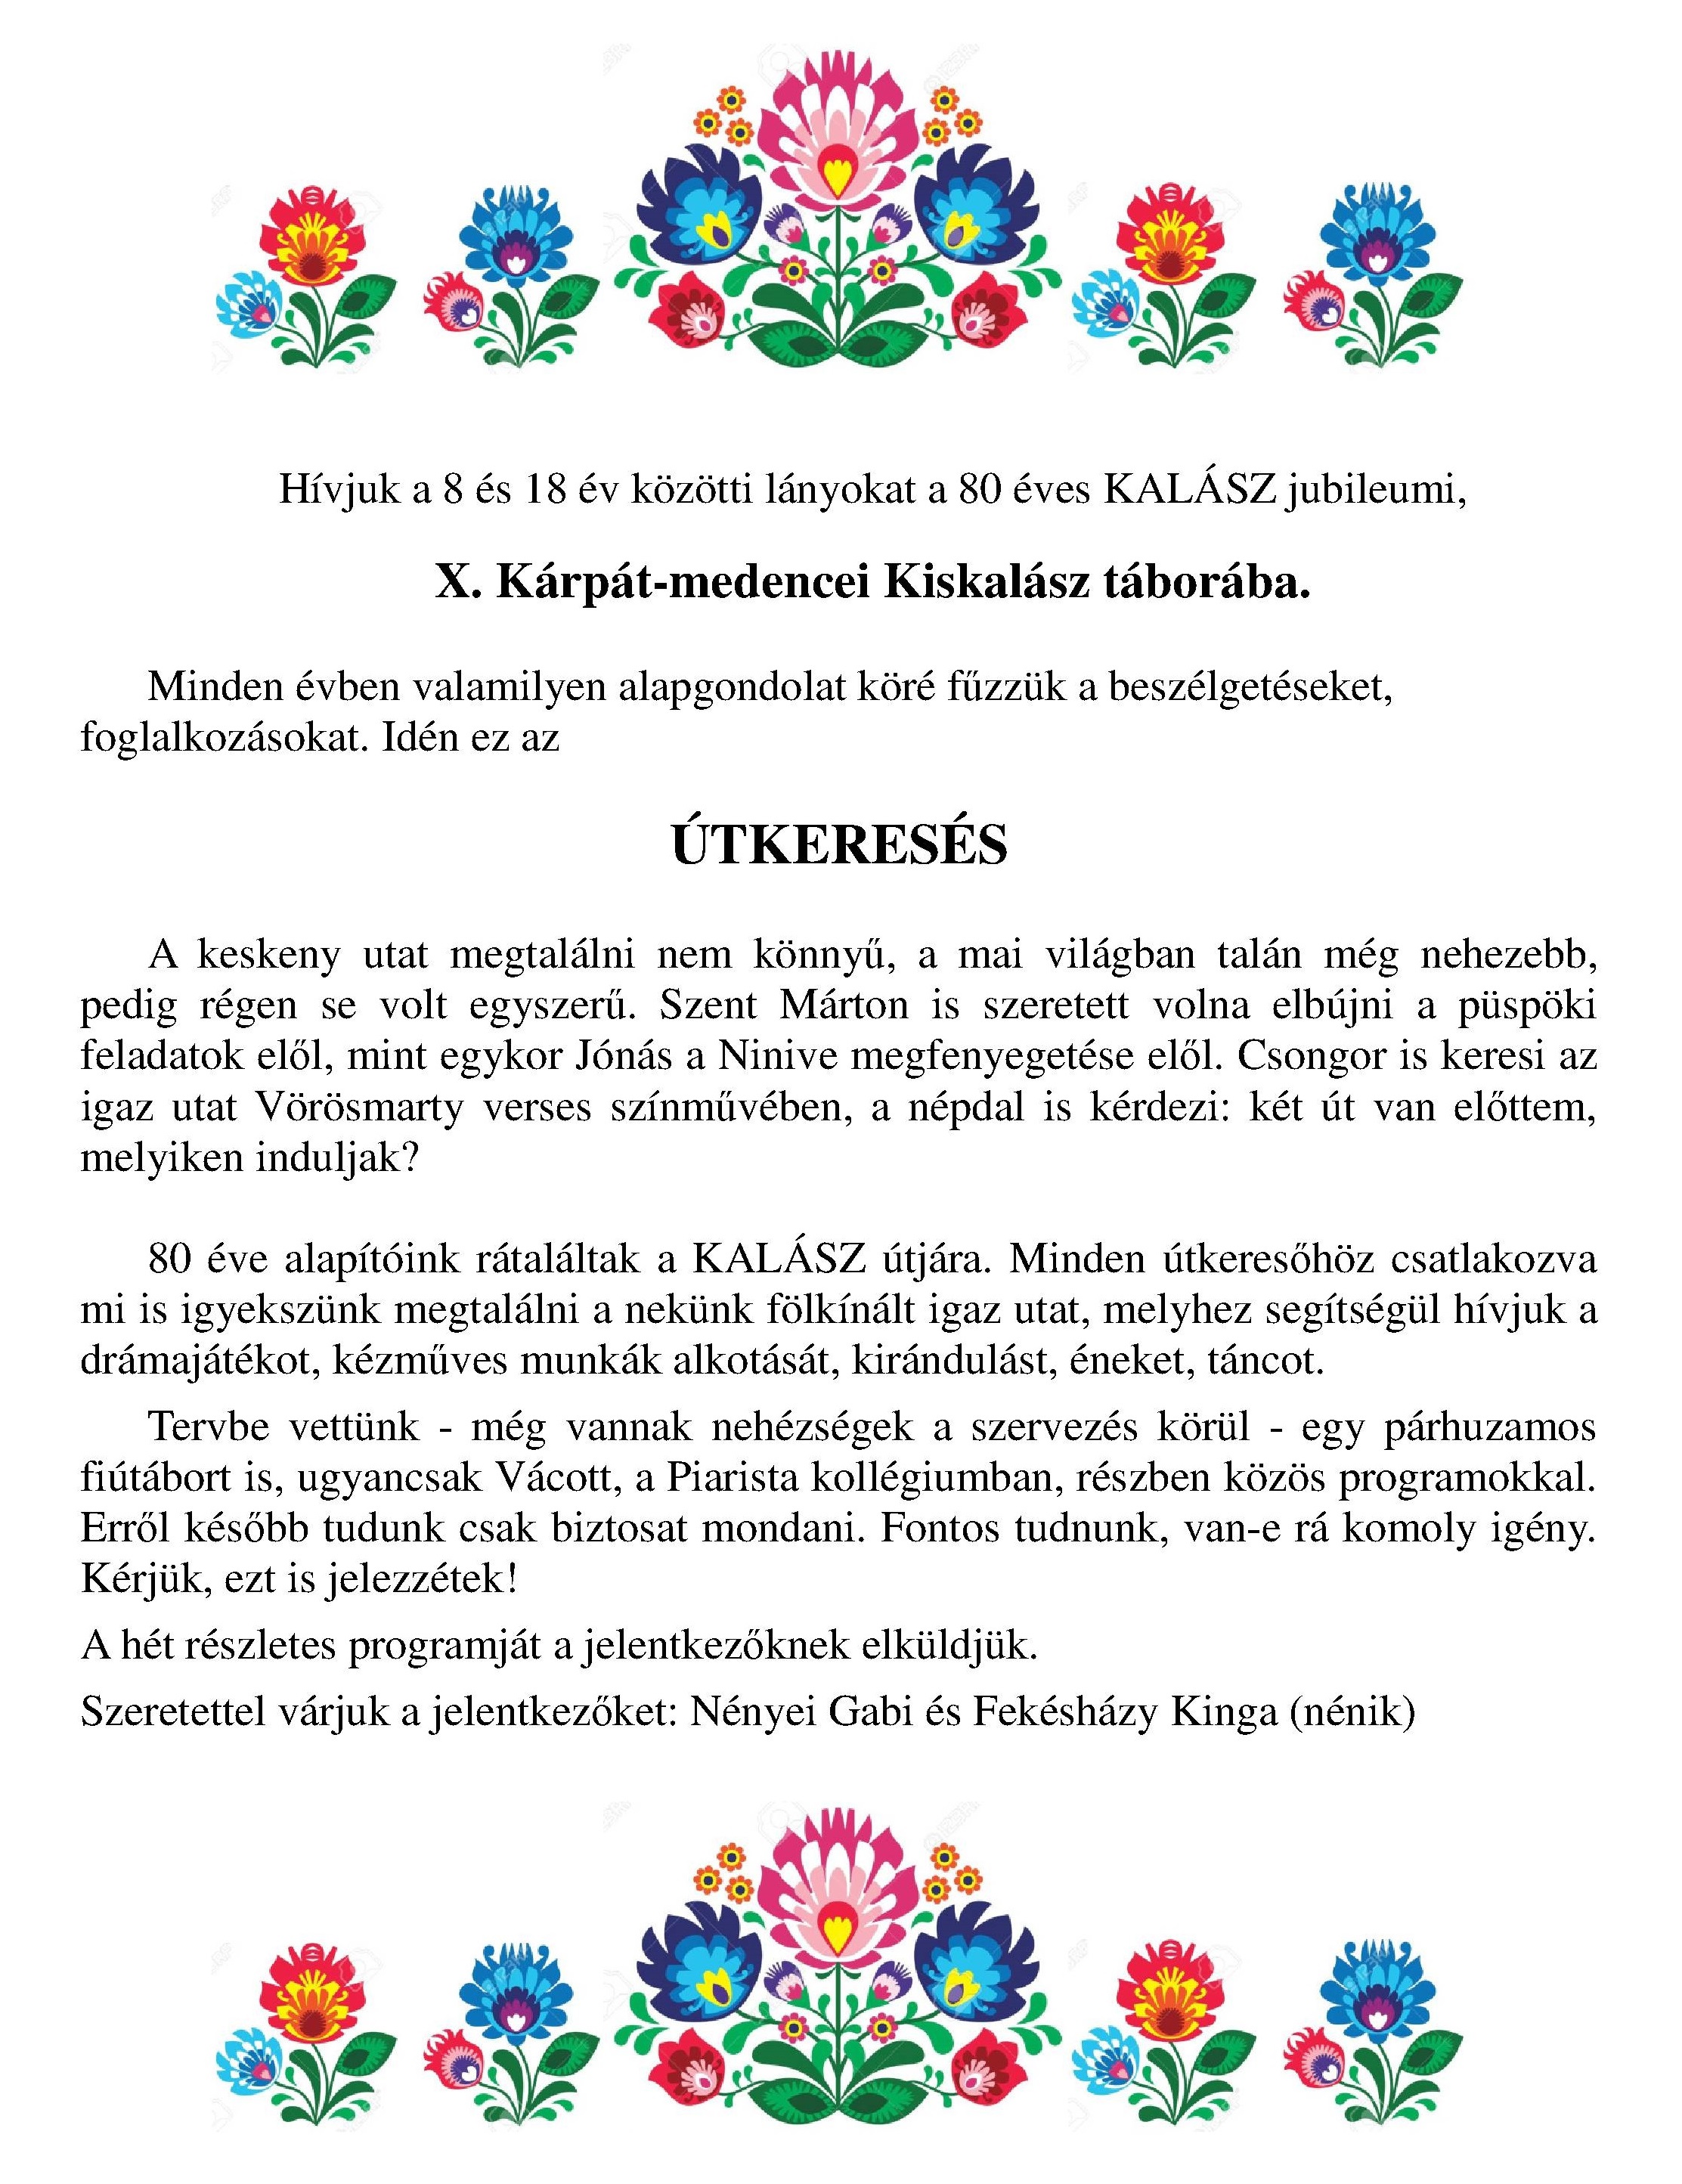 Hívjuk a 8 és 18 év közötti lányokat a 80 éves KALÁSZ jubileumi,
X. Kárpát-medencei Kiskalász táborába.
Minden évben valamilyen alapgondolat köré fűzzük a beszélgetéseket,
foglalkozásokat. Idén ez az
ÚTKERESÉS
A keskeny utat megtalálni nem könnyű, a mai világban talán még nehezebb,
pedig régen se volt egyszerű. Szent Márton is szeretett volna elbújni a püspöki
feladatok elől, mint egykor Jónás a Ninive megfenyegetése elől. Csongor is keresi az
igaz utat Vörösmarty verses színművében, a népdal is kérdezi: két út van előttem,
melyiken induljak?
80 éve alapítóink rátaláltak a KALÁSZ útjára. Minden útkeresőhöz csatlakozva
mi is igyekszünk megtalálni a nekünk fölkínált igaz utat, melyhez segítségül hívjuk a
drámajátékot, kézműves munkák alkotását, kirándulást, éneket, táncot.
Tervbe vettünk - még vannak nehézségek a szervezés körül - egy párhuzamos
fiútábort is, ugyancsak Vácott, a Piarista kollégiumban, részben közös programokkal.
Erről később tudunk csak biztosat mondani. Fontos tudnunk, van-e rá komoly igény.
Kérjük, ezt is jelezzétek!
A hét részletes programját a jelentkezőknek elküldjük.
Szeretettel várjuk a jelentkezőket: Nényei Gabi és Fekésházy Kinga (nénik)